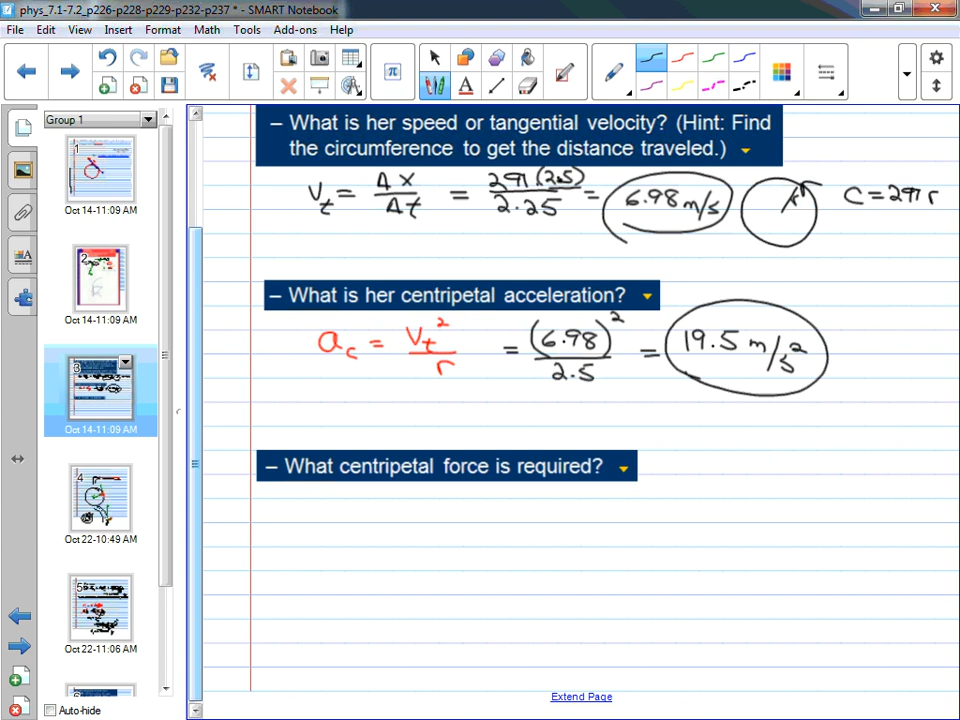 phys_7.1-7.2_p226-p228-p229-p232-p237 * - SMART Notebook
File Edit View Insert Format Math Tools Add-ons Help
Group 1
1
Oct 14-11:09 AM
2
Oct 14-11:09 AM
3
Oct 14-11:09 AM
4
Oct 22-10:49 AM
5
Oct 22-11:06 AM
Auto-hide
– What is her speed or tangential velocity? (Hint: Find
the circumference to get the distance traveled.)
Vt = Δx/Δt = 2π(2.5)/2.25 = 6.98 m/s r C = 2πr
– What is her centripetal acceleration?
ac = Vt²/r = (6.98)²/2.5 = 19.5 m/s²
– What centripetal force is required?
Extend Page